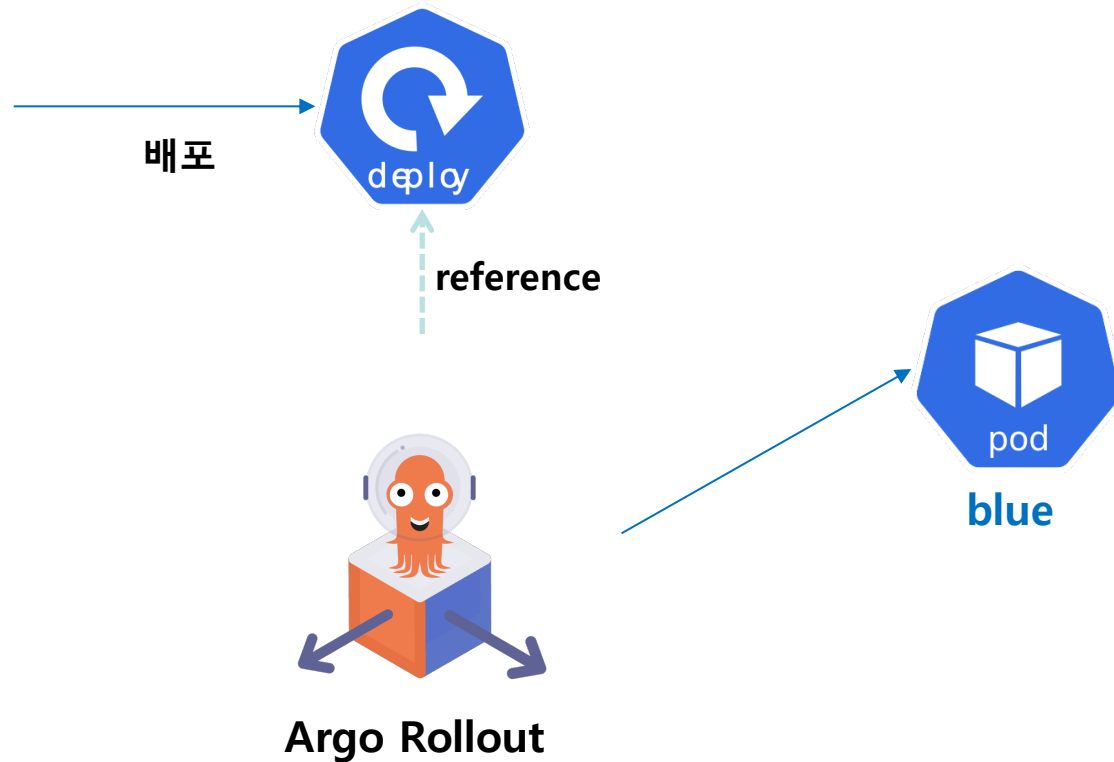 배포
deploy
reference
pod
blue
Argo Rollout